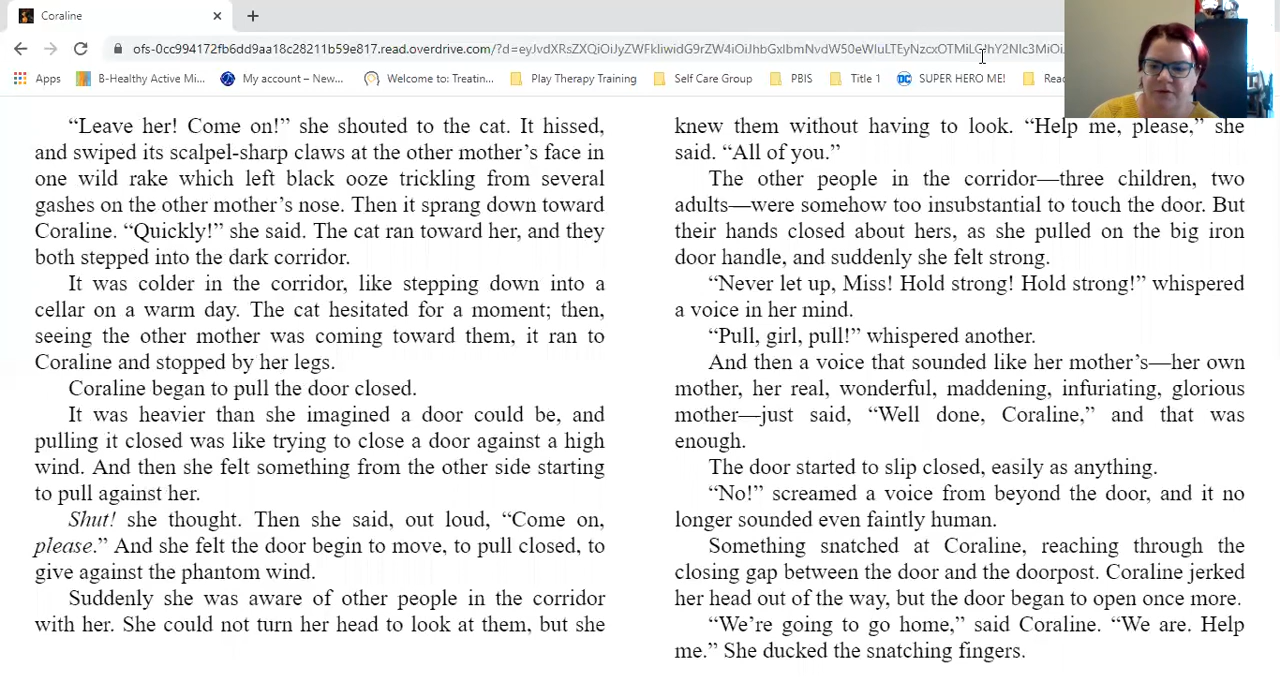 Coraline
ofs-0cc994172fb6dd9aa18c28211b59e817.read.overdrive.com/?d=
Apps
B-Healthy Active Mi...
My account – New...
Welcome to: Treatin...
Play Therapy Training
Self Care Group
PBIS
Title 1
SUPER HERO ME!
“Leave her! Come on!” she shouted to the cat. It hissed,
and swiped its scalpel-sharp claws at the other mother’s face in
one wild rake which left black ooze trickling from several
gashes on the other mother’s nose. Then it sprang down toward
Coraline. “Quickly!” she said. The cat ran toward her, and they
both stepped into the dark corridor.
It was colder in the corridor, like stepping down into a
cellar on a warm day. The cat hesitated for a moment; then,
seeing the other mother was coming toward them, it ran to
Coraline and stopped by her legs.
Coraline began to pull the door closed.
It was heavier than she imagined a door could be, and
pulling it closed was like trying to close a door against a high
wind. And then she felt something from the other side starting
to pull against her.
Shut! she thought. Then she said, out loud, “Come on,
please.” And she felt the door begin to move, to pull closed, to
give against the phantom wind.
Suddenly she was aware of other people in the corridor
with her. She could not turn her head to look at them, but she
knew them without having to look. “Help me, please,” she
said. “All of you.”
The other people in the corridor—three children, two
adults—were somehow too insubstantial to touch the door. But
their hands closed about hers, as she pulled on the big iron
door handle, and suddenly she felt strong.
“Never let up, Miss! Hold strong! Hold strong!” whispered
a voice in her mind.
“Pull, girl, pull!” whispered another.
And then a voice that sounded like her mother’s—her own
mother, her real, wonderful, maddening, infuriating, glorious
mother—just said, “Well done, Coraline,” and that was
enough.
The door started to slip closed, easily as anything.
“No!” screamed a voice from beyond the door, and it no
longer sounded even faintly human.
Something snatched at Coraline, reaching through the
closing gap between the door and the doorpost. Coraline jerked
her head out of the way, but the door began to open once more.
“We’re going to go home,” said Coraline. “We are. Help
me.” She ducked the snatching fingers.